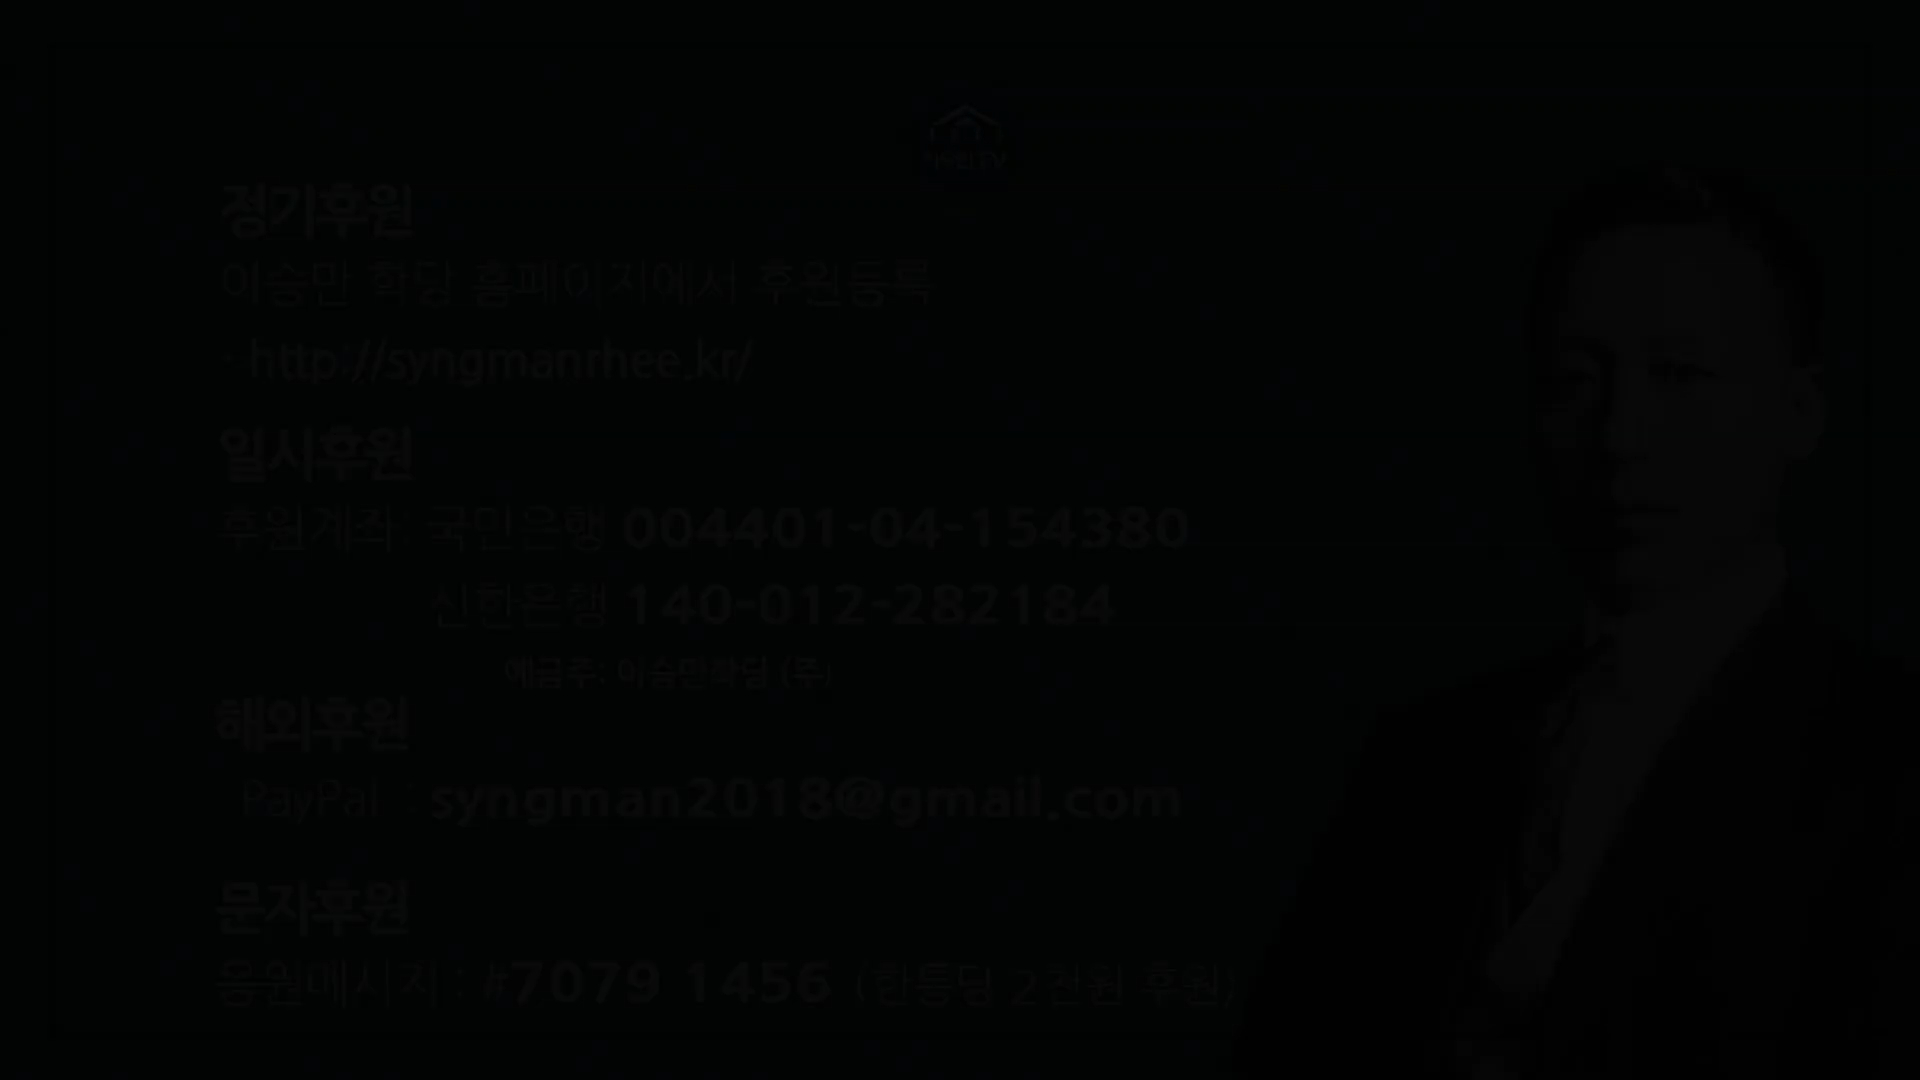 정기후원
이승만 학당 홈페이지에서 후원등록
- http://syngmanrhee.kr/
일시후원
후원계좌: 국민은행 004401-04-154380
신한은행 140-012-282184
예금주: 이승만학당 (주)
해외후원
PayPal : syngman2018@gmail.com
문자후원
응원메시지 : #7079 1456 (한통당 2천원 후원)